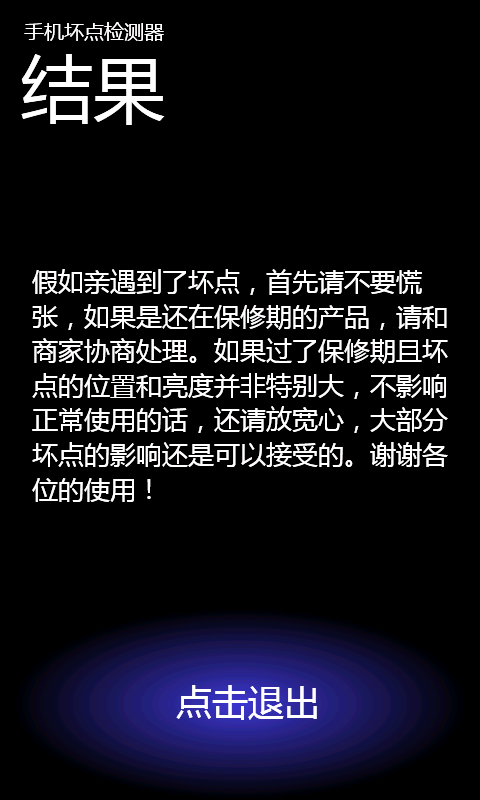 手机坏点检测器
结果
假如亲遇到了坏点，首先请不要慌
张，如果是还在保修期的产品，请和
商家协商处理。如果过了保修期且坏
点的位置和亮度并非特别大，不影响
正常使用的话，还请放宽心，大部分
坏点的影响还是可以接受的。谢谢各
位的使用！
点击退出